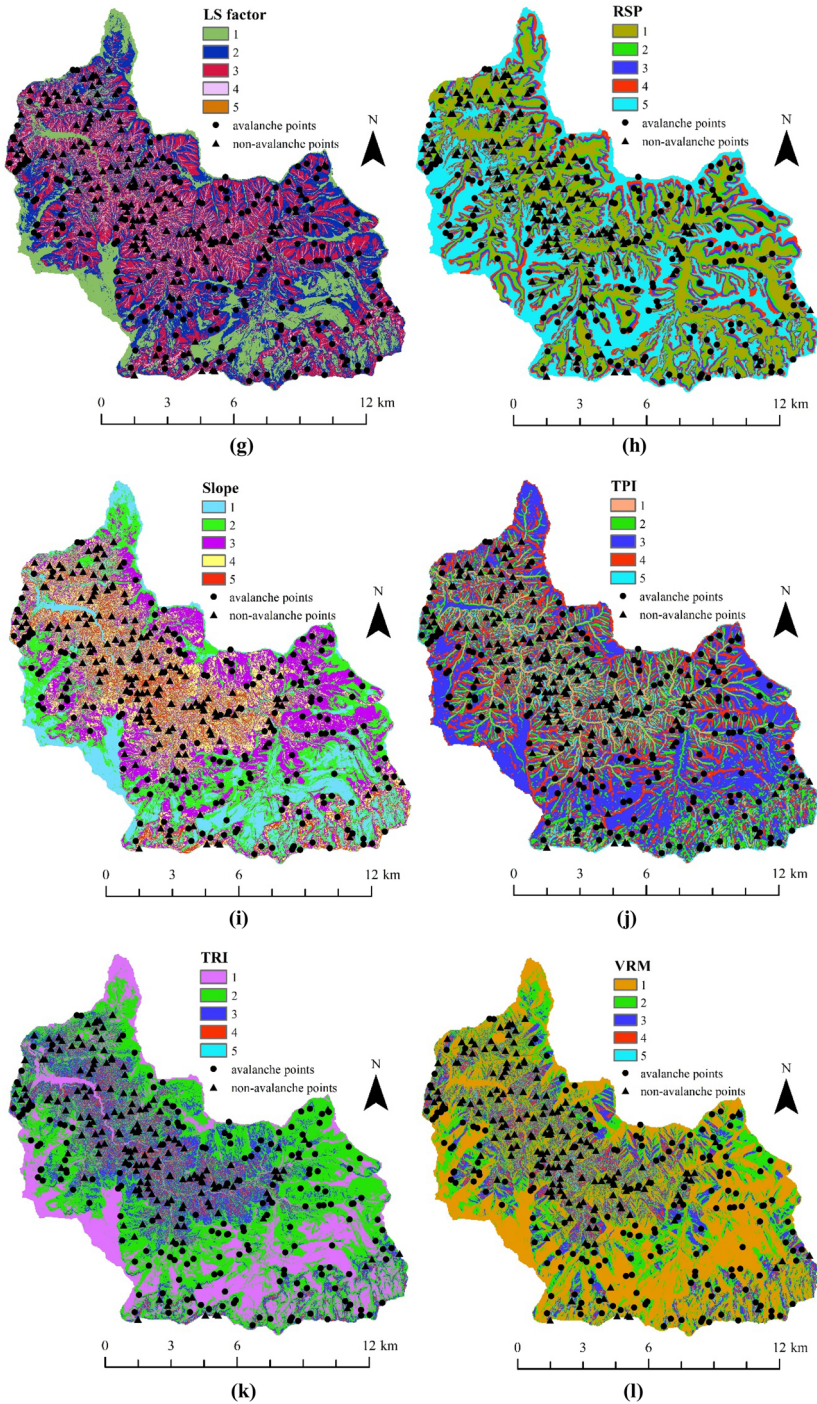 LS factor
1
2
3
4
5
avalanche points
non-avalanche points
N
0 3 6 12 km
(g)
RSP
1
2
3
4
5
avalanche points
non-avalanche points
N
0 3 6 12 km
(h)
Slope
1
2
3
4
5
avalanche points
non-avalanche points
N
0 3 6 12 km
(i)
TPI
1
2
3
4
5
avalanche points
non-avalanche points
N
0 3 6 12 km
(j)
TRI
1
2
3
4
5
avalanche points
non-avalanche points
N
0 3 6 12 km
(k)
VRM
1
2
3
4
5
avalanche points
non-avalanche points
N
0 3 6 12 km
(l)